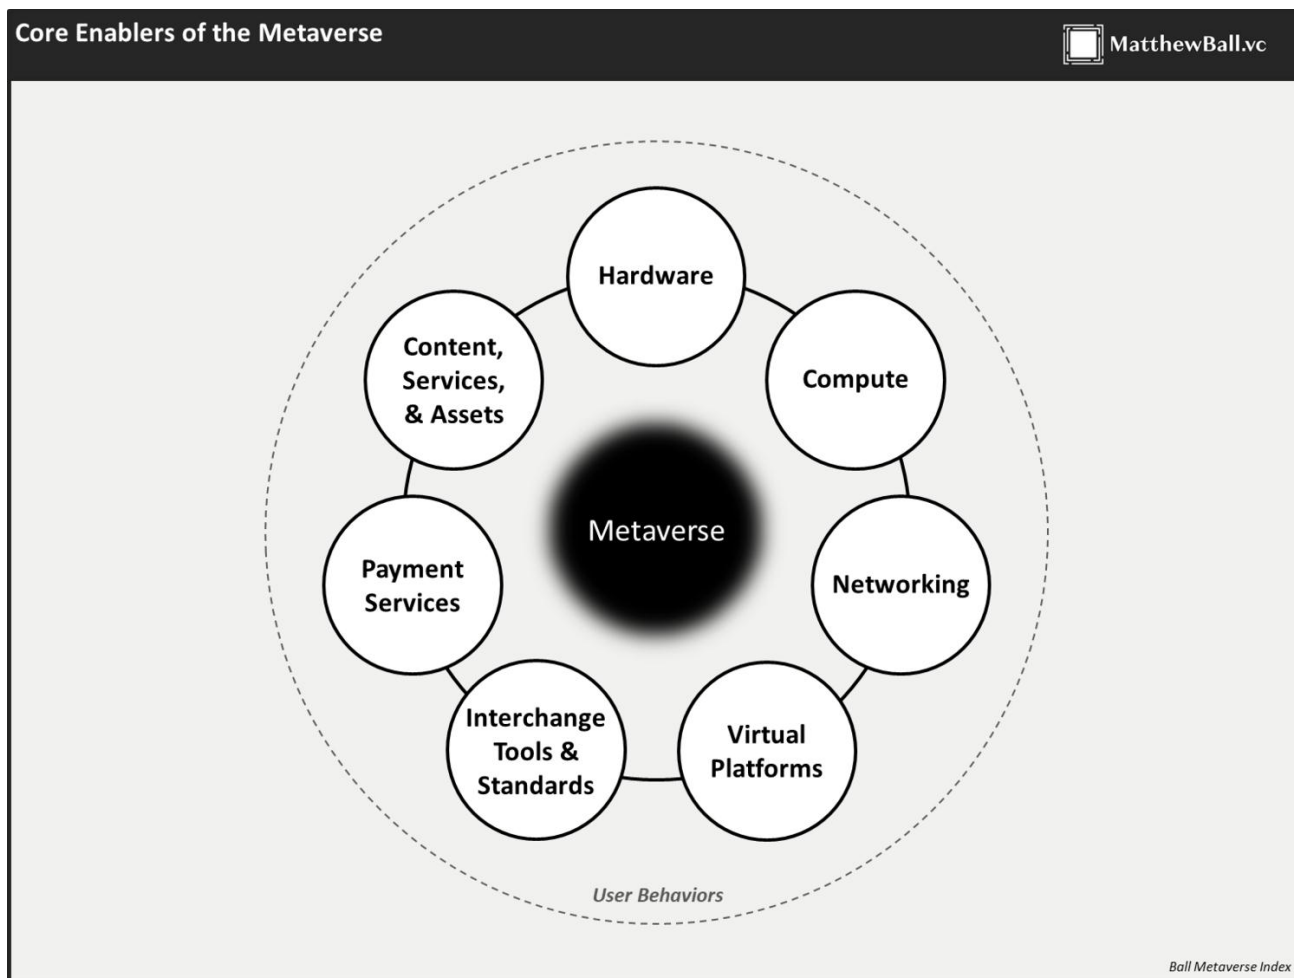 Core Enablers of the Metaverse
MatthewBall.vc
Hardware
Compute
Networking
Virtual
Platforms
Interchange
Tools &
Standards
Payment
Services
Content,
Services,
& Assets
Metaverse
User Behaviors
Ball Metaverse Index